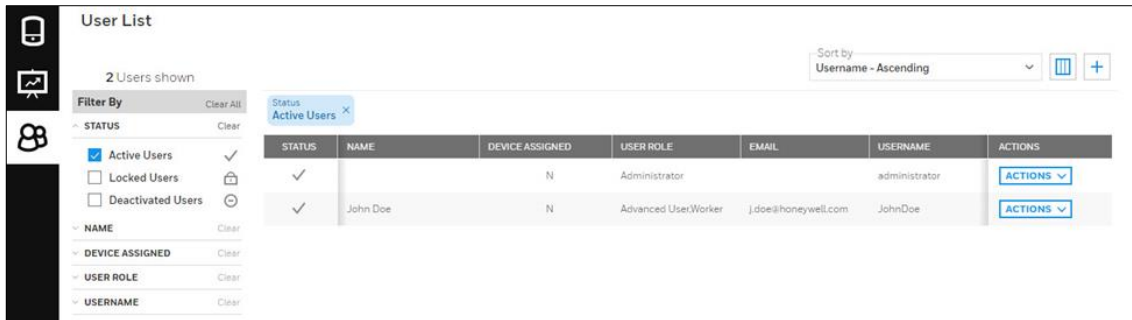 User List
Sort by
Username - Ascending
2 Users shown
Filter By Clear All
Status
Active Users
STATUS Clear
Active Users
Locked Users
Deactivated Users
NAME Clear
DEVICE ASSIGNED Clear
USER ROLE Clear
USERNAME Clear
STATUS NAME DEVICE ASSIGNED USER ROLE EMAIL USERNAME ACTIONS
N Administrator administrator ACTIONS
John Doe N Advanced User,Worker j.doe@honeywell.com JohnDoe ACTIONS